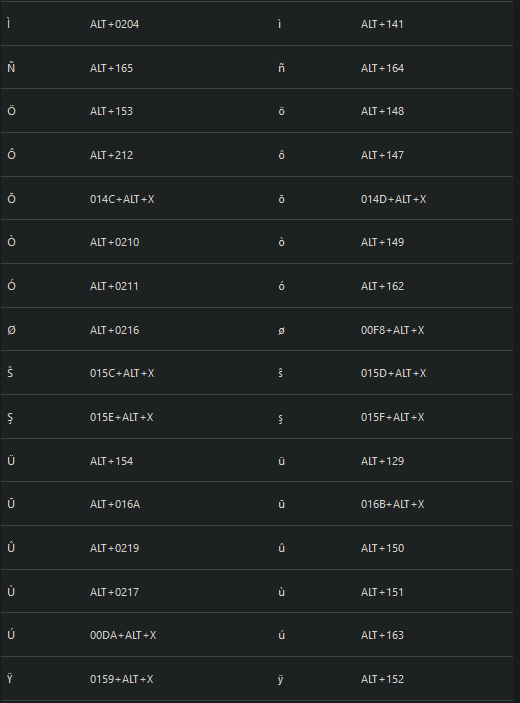 Ì ALT+0204 ì ALT+141
Ñ ALT+165 ñ ALT+164
Ö ALT+153 ö ALT+148
Ô ALT+212 ô ALT+147
Ō 014C+ALT+X ō 014D+ALT+X
Ò ALT+0210 ò ALT+149
Ó ALT+0211 ó ALT+162
Ø ALT+0216 ø 00F8+ALT+X
Ŝ 015C+ALT+X ŝ 015D+ALT+X
Ş 015E+ALT+X ş 015F+ALT+X
Ü ALT+154 ü ALT+129
Ū ALT+016A ū 016B+ALT+X
Û ALT+0219 û ALT+150
Ù ALT+0217 ù ALT+151
Ú 00DA+ALT+X ú ALT+163
Ÿ 0159+ALT+X ÿ ALT+152